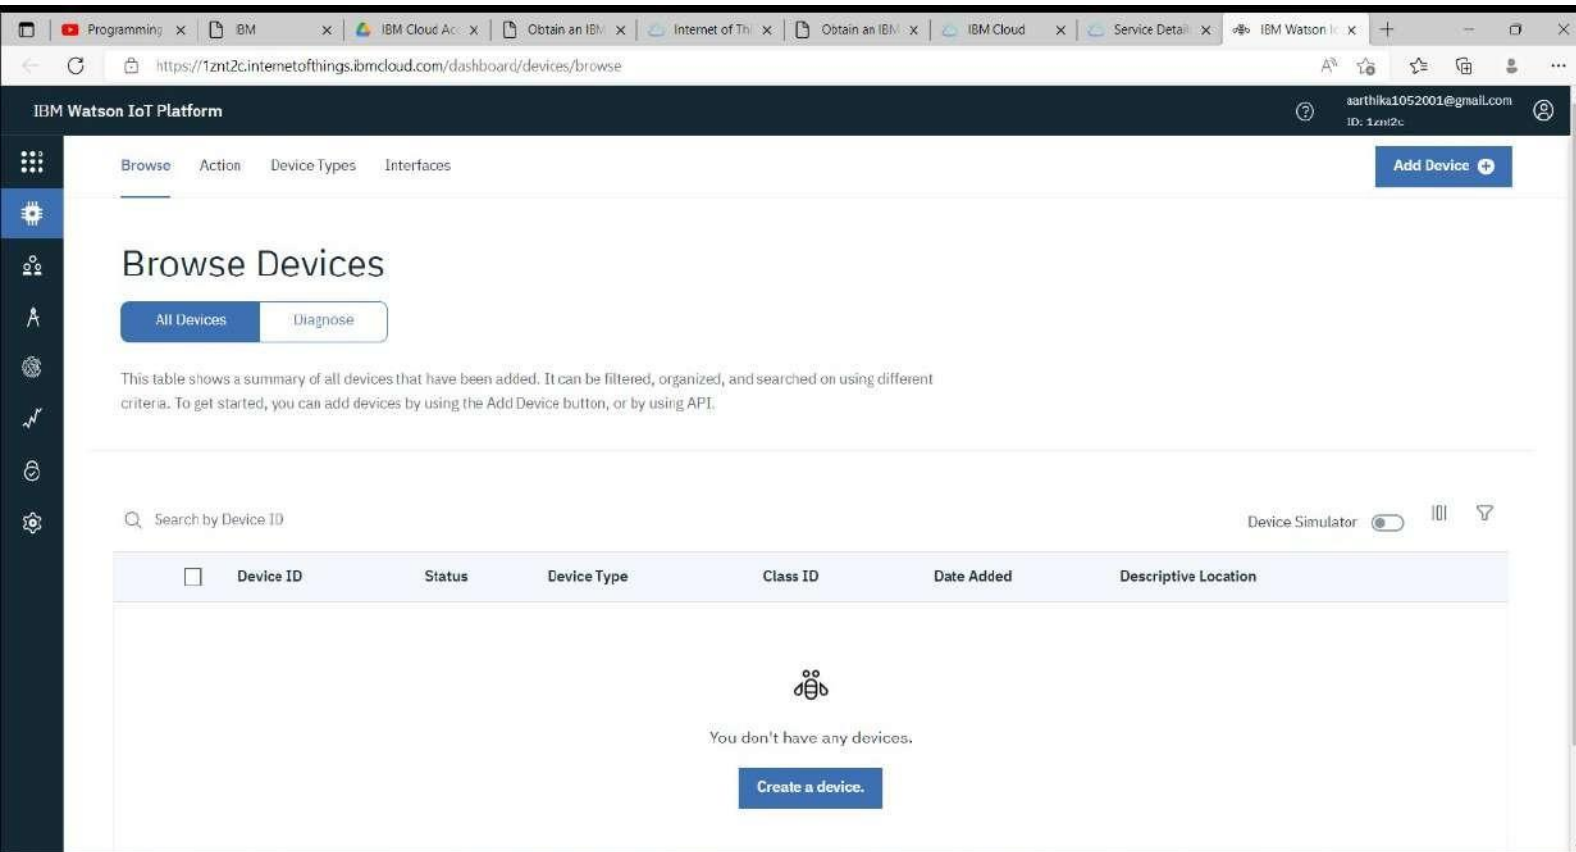 Programming
IBM
IBM Cloud Acc
Obtain an IBM
Internet of Thi
Obtain an IBM
IBM Cloud
Service Detail
IBM Watson Io
https://1znt2c.internetofthings.ibmcloud.com/dashboard/devices/browse
IBM Watson IoT Platform
aarthika1052001@gmail.com
ID: 1znt2c
Browse
Action
Device Types
Interfaces
Add Device
Browse Devices
All Devices
Diagnose
This table shows a summary of all devices that have been added. It can be filtered, organized, and searched on using different
criteria. To get started, you can add devices by using the Add Device button, or by using API.
Search by Device ID
Device Simulator
Device ID
Status
Device Type
Class ID
Date Added
Descriptive Location
You don't have any devices.
Create a device.